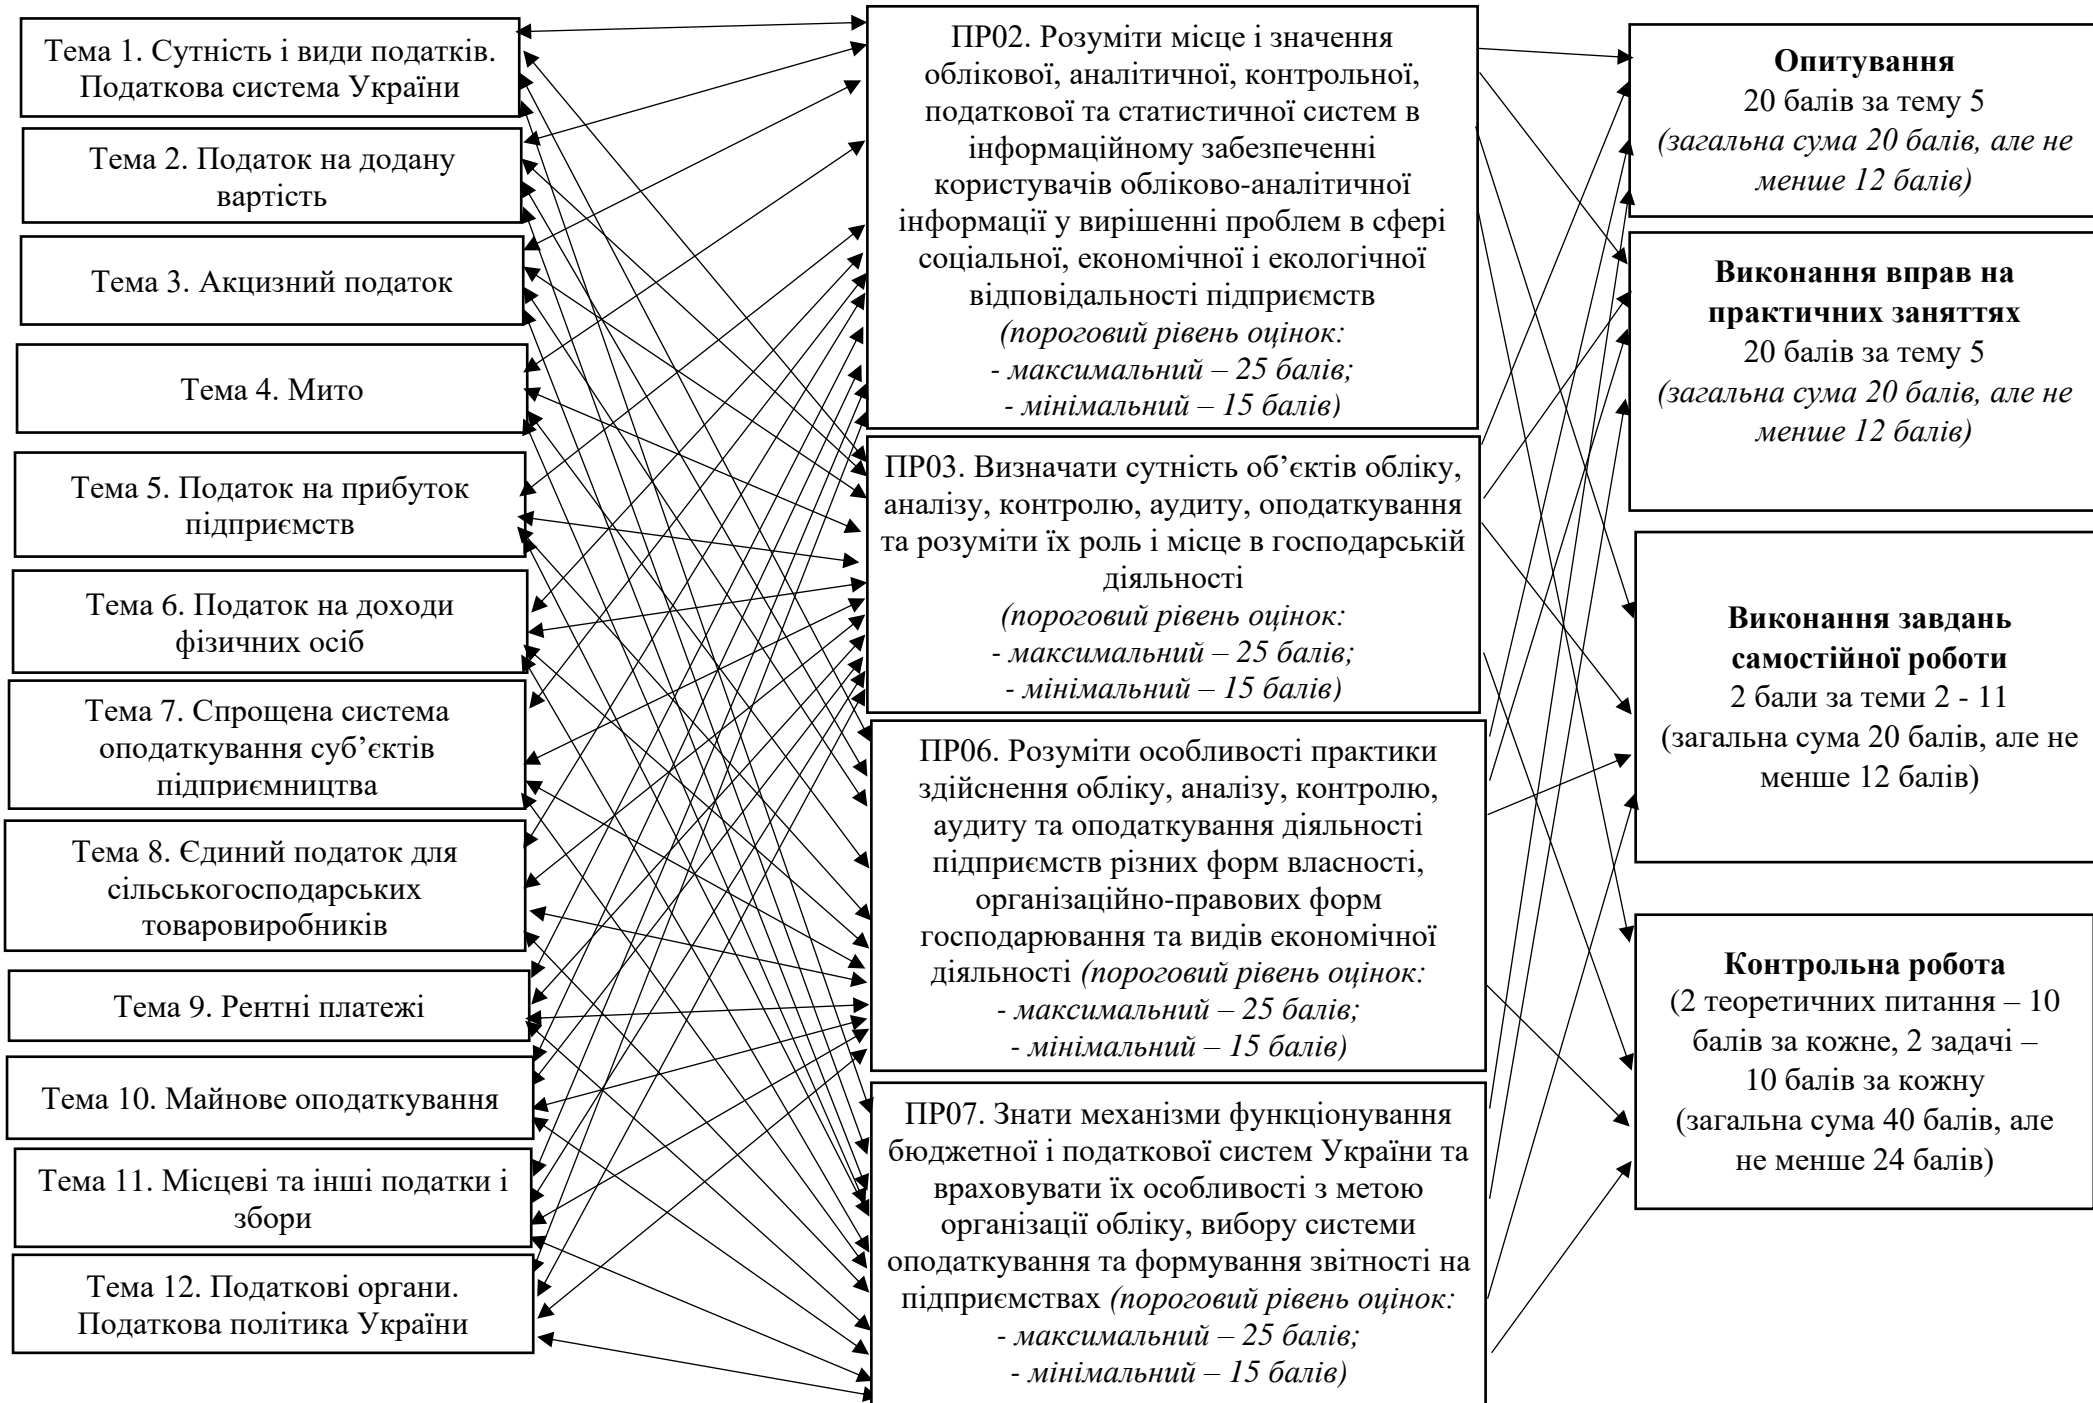 Тема 1. Сутність і види податків.
Податкова система України
Тема 2. Податок на додану
вартість
Тема 3. Акцизний податок
Тема 4. Мито
Тема 5. Податок на прибуток
підприємств
Тема 6. Податок на доходи
фізичних осіб
Тема 7. Спрощена система
оподаткування суб’єктів
підприємництва
Тема 8. Єдиний податок для
сільськогосподарських
товаровиробників
Тема 9. Рентні платежі
Тема 10. Майнове оподаткування
Тема 11. Місцеві та інші податки і
збори
Тема 12. Податкові органи.
Податкова політика України
ПР02. Розуміти місце і значення
облікової, аналітичної, контрольної,
податкової та статистичної систем в
інформаційному забезпеченні
користувачів обліково-аналітичної
інформації у вирішенні проблем в сфері
соціальної, економічної і екологічної
відповідальності підприємств
(пороговий рівень оцінок:
- максимальний – 25 балів;
- мінімальний – 15 балів)
ПР03. Визначати сутність об’єктів обліку,
аналізу, контролю, аудиту, оподаткування
та розуміти їх роль і місце в господарській
діяльності
(пороговий рівень оцінок:
- максимальний – 25 балів;
- мінімальний – 15 балів)
ПР06. Розуміти особливості практики
здійснення обліку, аналізу, контролю,
аудиту та оподаткування діяльності
підприємств різних форм власності,
організаційно-правових форм
господарювання та видів економічної
діяльності (пороговий рівень оцінок:
- максимальний – 25 балів;
- мінімальний – 15 балів)
ПР07. Знати механізми функціонування
бюджетної і податкової систем України та
враховувати їх особливості з метою
організації обліку, вибору системи
оподаткування та формування звітності на
підприємствах (пороговий рівень оцінок:
- максимальний – 25 балів;
- мінімальний – 15 балів)
Опитування
20 балів за тему 5
(загальна сума 20 балів, але не
менше 12 балів)
Виконання вправ на
практичних заняттях
20 балів за тему 5
(загальна сума 20 балів, але не
менше 12 балів)
Виконання завдань
самостійної роботи
2 бали за теми 2 - 11
(загальна сума 20 балів, але не
менше 12 балів)
Контрольна робота
(2 теоретичних питання – 10
балів за кожне, 2 задачі –
10 балів за кожну
(загальна сума 40 балів, але
не менше 24 балів)